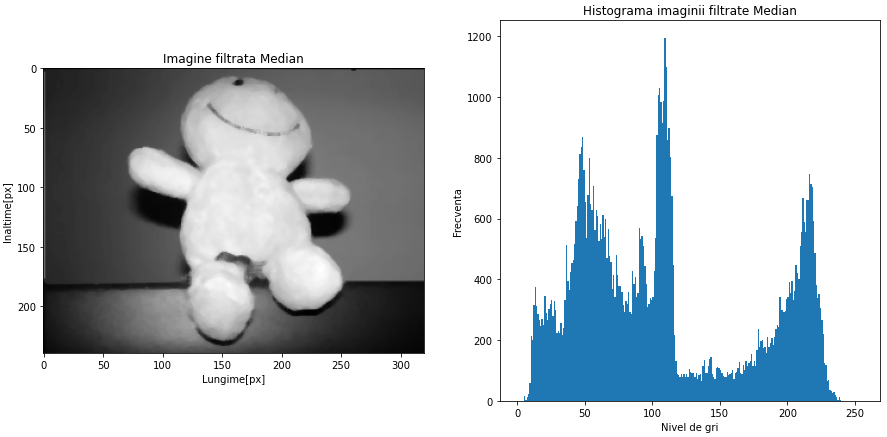 Imagine filtrata Median
0
50
100
150
200
Inaltime[px]
0 50 100 150 200 250 300
Lungime[px]
Histograma imaginii filtrate Median
1200
1000
800
600
400
200
0
Frecventa
0 50 100 150 200 250
Nivel de gri